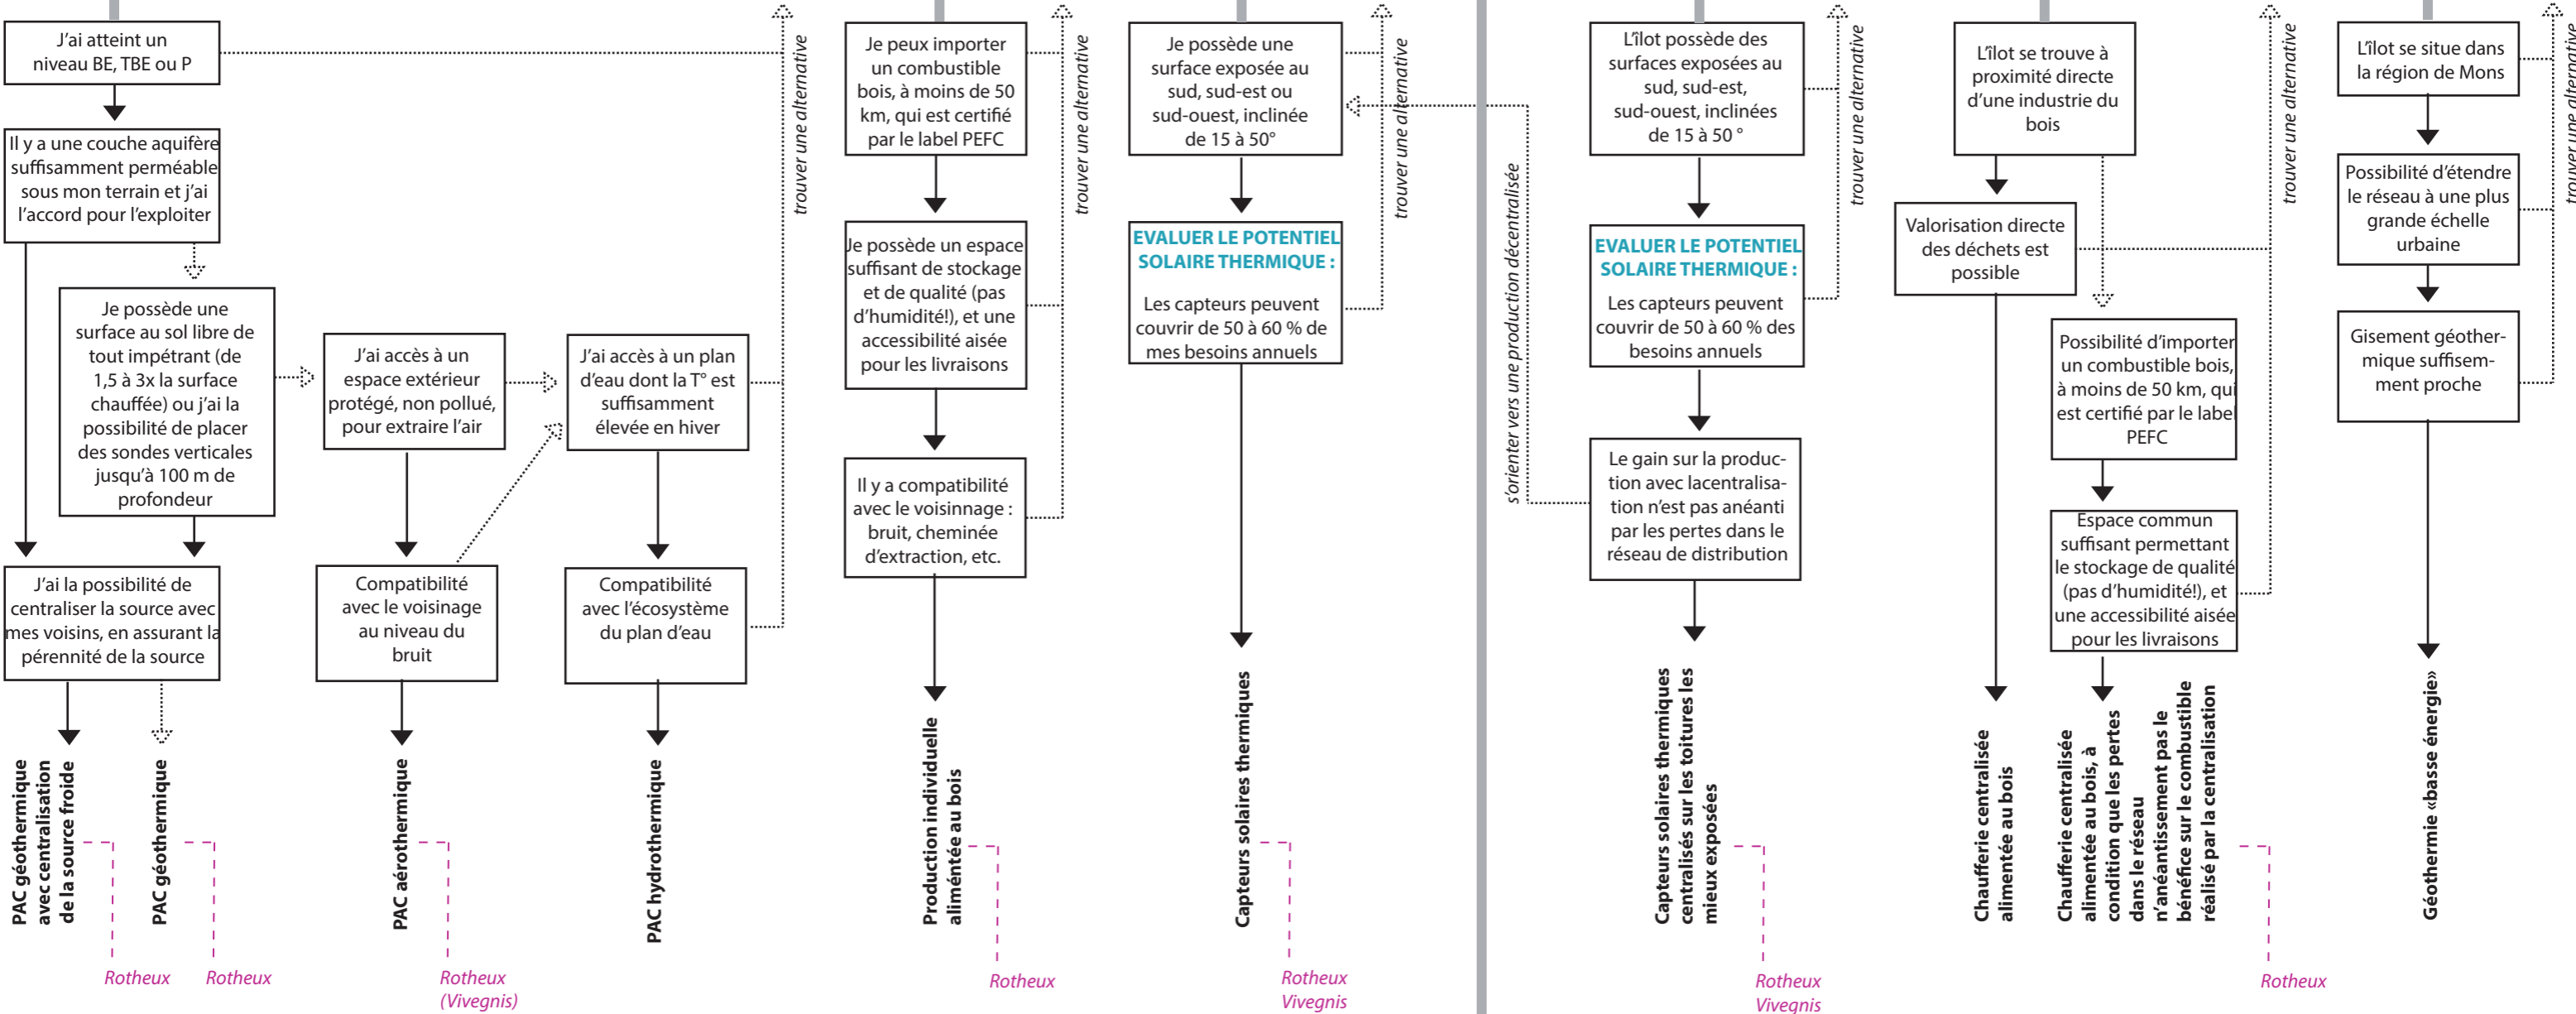 J'ai atteint un
niveau BE, TBE ou P
Il y a une couche aquifère
suffisamment perméable
sous mon terrain et j'ai
l'accord pour l'exploiter
Je possède une
surface au sol libre de
tout impétrant (de
1,5 à 3x la surface
chauffée) ou j'ai la
possibilité de placer
des sondes verticales
jusqu'à 100 m de
profondeur
J'ai accès à un
espace extérieur
protégé, non pollué,
pour extraire l'air
J'ai accès à un plan
d'eau dont la T° est
suffisamment
élevée en hiver
J'ai la possibilité de
centraliser la source avec
mes voisins, en assurant la
pérennité de la source
Compatibilité
avec le voisinage
au niveau du
bruit
Compatibilité
avec l'écosystème
du plan d'eau
trouver une alternative
PAC géothermique
avec centralisation
de la source froide
PAC géothermique
PAC aérothermique
PAC hydrothermique
Rotheux
Rotheux
Rotheux
(Vivegnis)
Je peux importer
un combustible
bois, à moins de 50
km, qui est certifié
par le label PEFC
Je possède un espace
suffisant de stockage
et de qualité (pas
d'humidité!), et une
accessibilité aisée
pour les livraisons
Il y a compatibilité
avec le voisinnage :
bruit, cheminée
d'extraction, etc.
trouver une alternative
Production individuelle
aliméntée au bois
Rotheux
Je possède une
surface exposée au
sud, sud-est ou
sud-ouest, inclinée
de 15 à 50°
EVALUER LE POTENTIEL
SOLAIRE THERMIQUE :
Les capteurs peuvent
couvrir de 50 à 60 % de
mes besoins annuels
trouver une alternative
Capteurs solaires thermiques
Rotheux
Vivegnis
s'orienter vers une production décentralisée
L'îlot possède des
surfaces exposées au
sud, sud-est,
sud-ouest, inclinées
de 15 à 50 °
EVALUER LE POTENTIEL
SOLAIRE THERMIQUE :
Les capteurs peuvent
couvrir de 50 à 60 % des
besoins annuels
Le gain sur la produc-
tion avec lacentralisa-
tion n'est pas anéanti
par les pertes dans le
réseau de distribution
trouver une alternative
Capteurs solaires thermiques
centralisés sur les toitures les
mieux exposées
Rotheux
Vivegnis
L'îlot se trouve à
proximité directe
d'une industrie du
bois
Valorisation directe
des déchets est
possible
Possibilité d'importer
un combustible bois,
à moins de 50 km, qui
est certifié par le label
PEFC
Espace commun
suffisant permettant
le stockage de qualité
(pas d'humidité!), et
une accessibilité aisée
pour les livraisons
trouver une alternative
Chaufferie centralisée
alimentée au bois
Chaufferie centralisée
alimentée au bois, à
condition que les pertes
dans le réseau
n'anéantissement pas le
bénéfice sur le combustible
réalisé par la centralisation
Rotheux
L'îlot se situe dans
la région de Mons
Possibilité d'étendre
le réseau à une plus
grande échelle
urbaine
Gisement géother-
mique suffisem-
ment proche
trouver une alternative
Géothermie «basse énergie»